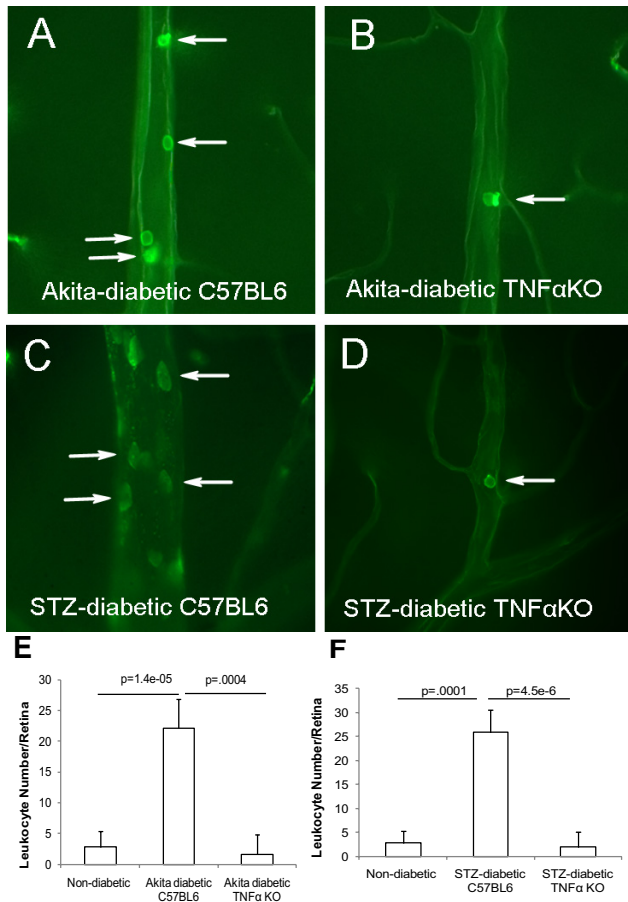 A
Akita-diabetic C57BL6
B
Akita-diabetic TNFαKO
C
STZ-diabetic C57BL6
D
STZ-diabetic TNFαKO
E
p=1.4e-05
p=.0004
30
25
20
15
10
5
0
Leukocyte Number/Retina
Non-diabetic
Akita diabetic
C57BL6
Akita diabetic
TNFα KO
F
p=.0001
p=4.5e-6
35
30
25
20
15
10
5
0
Leukocyte Number/Retina
Non-diabetic
STZ-diabetic
C57BL6
STZ-diabetic
TNFα KO